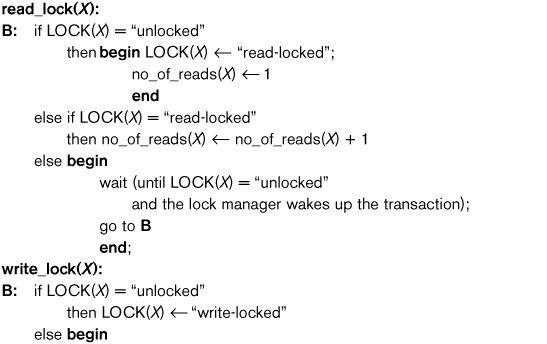 read_lock(X):
B: if LOCK(X) = “unlocked”
then begin LOCK(X) ← “read-locked”;
no_of_reads(X) ← 1
end
else if LOCK(X) = “read-locked”
then no_of_reads(X) ← no_of_reads(X) + 1
else begin
wait (until LOCK(X) = “unlocked”
and the lock manager wakes up the transaction);
go to B
end;
write_lock(X):
B: if LOCK(X) = “unlocked”
then LOCK(X) ← “write-locked”
else begin